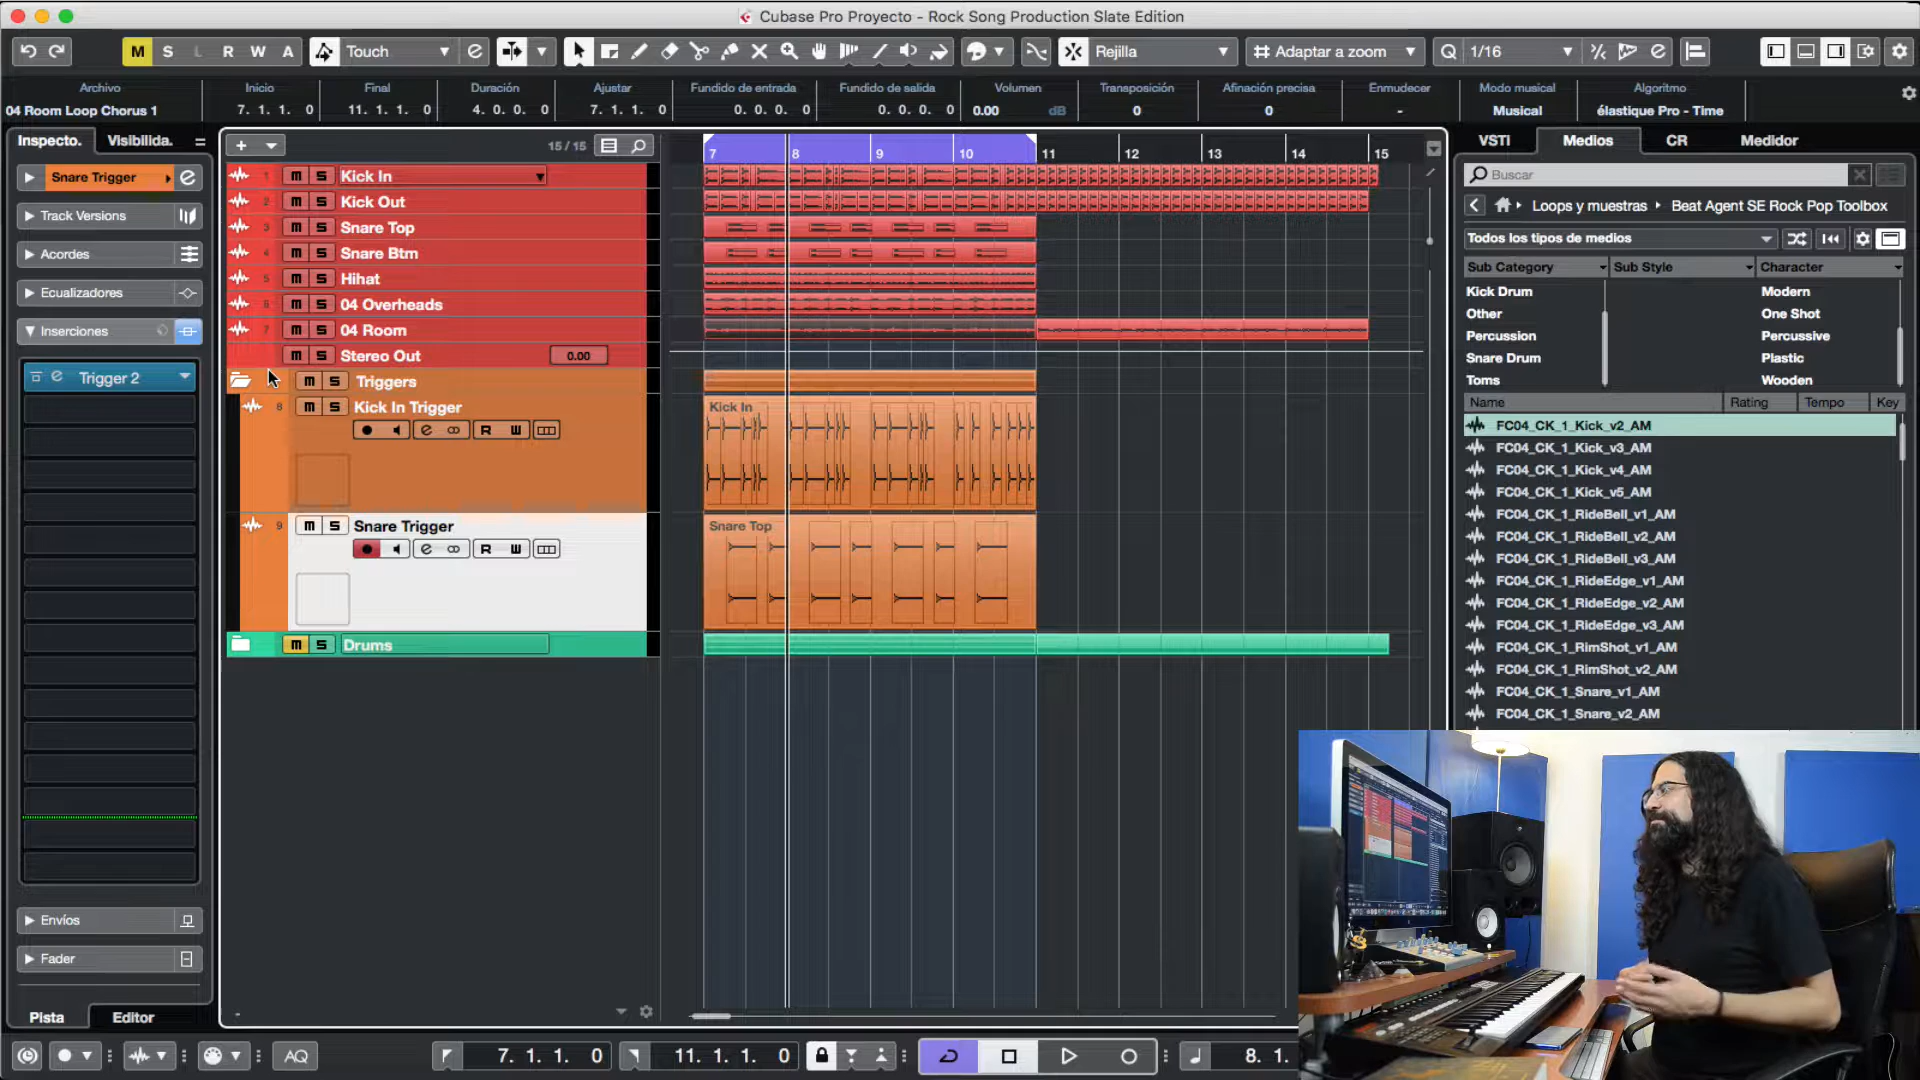 Cubase Pro Proyecto - Rock Song Production Slate Edition
M S L R W A Touch Rejilla Adaptar a zoom Q 1/16
Archivo Inicio Final Duración Ajustar Fundido de entrada Fundido de salida Volumen Transposición Afinación precisa Enmudecer Modo musical Algoritmo
04 Room Loop Chorus 1 7. 1. 1. 0 11. 1. 1. 0 4. 0. 0. 0 7. 1. 1. 0 0. 0. 0. 0 0. 0. 0. 0 0.00 dB 0 0 - Musical élastique Pro - Time
Inspecto. Visibilida.
Snare Trigger
Track Versions
Acordes
Ecualizadores
Inserciones
Trigger 2
Envíos
Fader
Pista Editor
15 / 15
7 8 9 10 11 12 13 14 15
1 m S Kick In
2 m S Kick Out
3 m S Snare Top
4 m S Snare Btm
5 m S Hihat
6 m S 04 Overheads
7 m S 04 Room
m S Stereo Out 0.00
m S Triggers
8 m S Kick In Trigger
R W
9 m S Snare Trigger
R W
m S Drums
Kick In
Snare Top
VSTI Medios CR Medidor
Buscar
Loops y muestras Beat Agent SE Rock Pop Toolbox
Todos los tipos de medios
Sub Category Sub Style Character
Kick Drum Modern
Other One Shot
Percussion Percussive
Snare Drum Plastic
Toms Wooden
Name Rating Tempo Key
FC04_CK_1_Kick_v2_AM
FC04_CK_1_Kick_v3_AM
FC04_CK_1_Kick_v4_AM
FC04_CK_1_Kick_v5_AM
FC04_CK_1_RideBell_v1_AM
FC04_CK_1_RideBell_v2_AM
FC04_CK_1_RideBell_v3_AM
FC04_CK_1_RideEdge_v1_AM
FC04_CK_1_RideEdge_v2_AM
FC04_CK_1_RideEdge_v3_AM
FC04_CK_1_RimShot_v1_AM
FC04_CK_1_RimShot_v2_AM
FC04_CK_1_Snare_v1_AM
FC04_CK_1_Snare_v2_AM
AQ 7. 1. 1. 0 11. 1. 1. 0 8. 1.